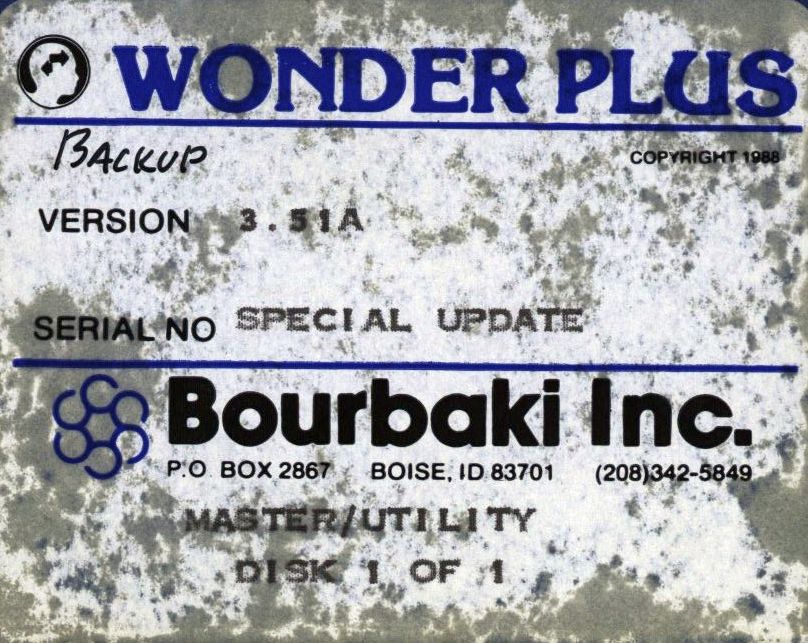 WONDER PLUS
BACKUP
COPYRIGHT 1988
VERSION 3.51A
SERIAL NO SPECIAL UPDATE
Bourbaki Inc.
P.O BOX 2867 BOISE, ID 83701 (208)342-5849
MASTER/UTILITY
DISK 1 OF 1